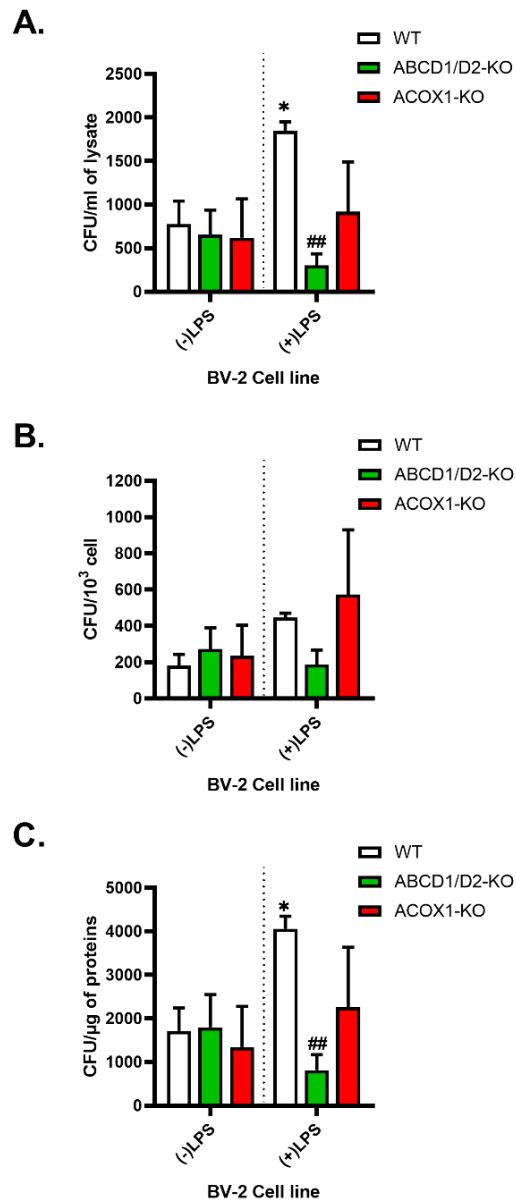 A.
WT
ABCD1/D2-KO
ACOX1-KO
CFU/ml of lysate
2500
2000
1500
1000
500
0
*
##
(-)LPS
(+)LPS
BV-2 Cell line
B.
WT
ABCD1/D2-KO
ACOX1-KO
CFU/10³ cell
1200
1000
800
600
400
200
0
(-)LPS
(+)LPS
BV-2 Cell line
C.
WT
ABCD1/D2-KO
ACOX1-KO
CFU/µg of proteins
5000
4000
3000
2000
1000
0
*
##
(-)LPS
(+)LPS
BV-2 Cell line